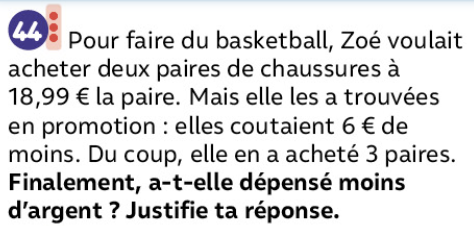 44
Pour faire du basketball, Zoé voulait
acheter deux paires de chaussures à
18,99 € la paire. Mais elle les a trouvées
en promotion : elles coutaient 6 € de
moins. Du coup, elle en a acheté 3 paires.
Finalement, a-t-elle dépensé moins
d’argent ? Justifie ta réponse.